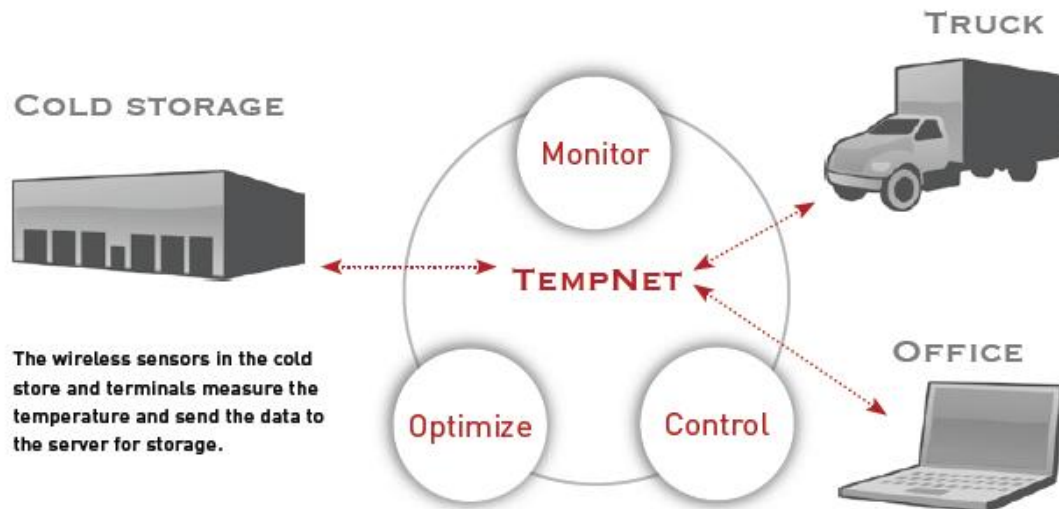 TRUCK
COLD STORAGE
Monitor
TEMPNET
The wireless sensors in the cold
store and terminals measure the
temperature and send the data to
the server for storage.
OFFICE
Optimize
Control